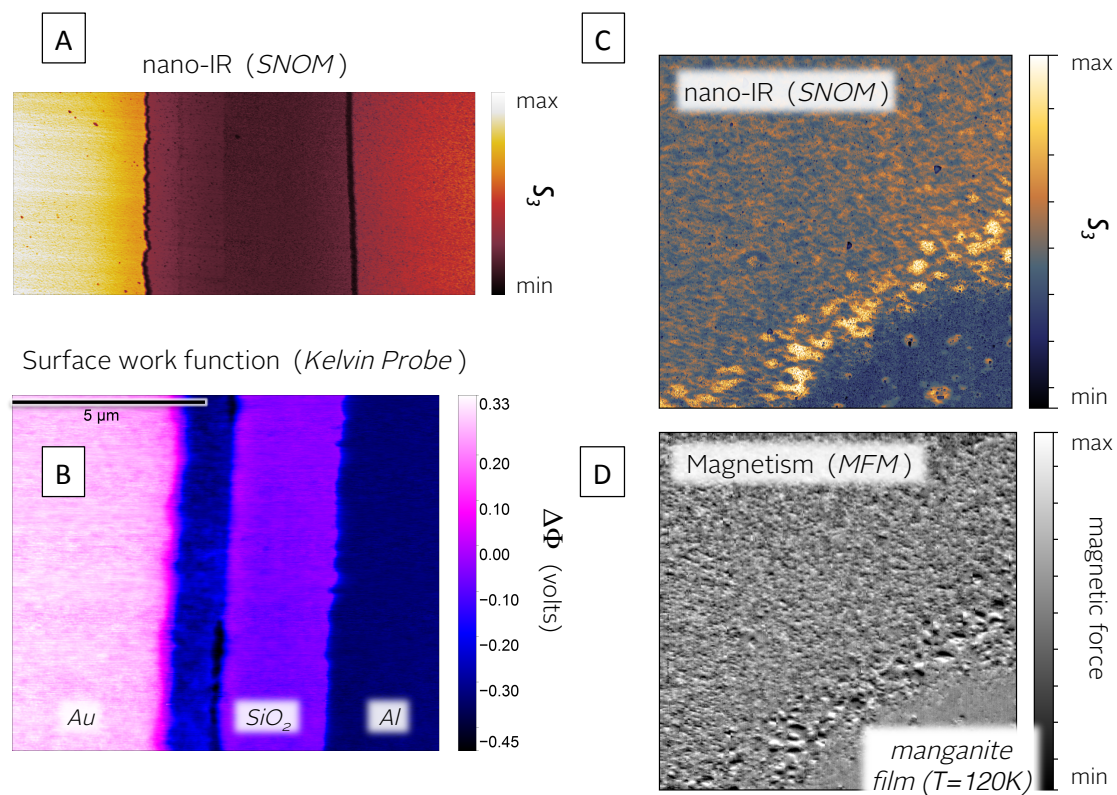 A
nano-IR (SNOM)
max
S₃
min
Surface work function (Kelvin Probe)
5 µm
B
Au
SiO₂
Al
0.33
0.20
0.10
0.00
−0.10
−0.20
−0.30
−0.45
ΔΦ (volts)
C
nano-IR (SNOM)
max
S₃
min
D
Magnetism (MFM)
manganite
film (T=120K)
max
magnetic force
min